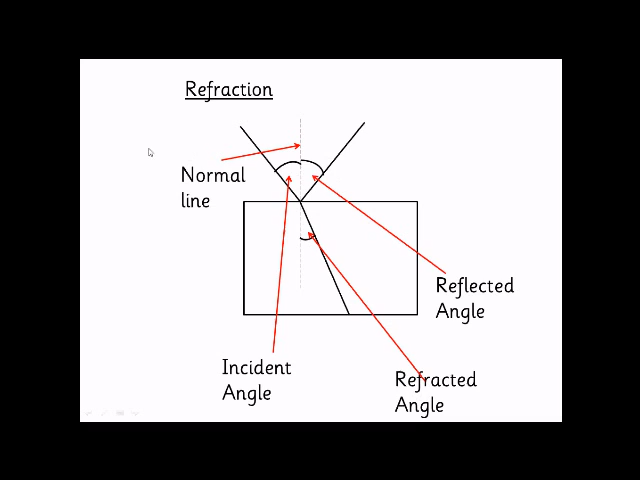 Refraction
Normal
line
Reflected
Angle
Incident
Angle
Refracted
Angle